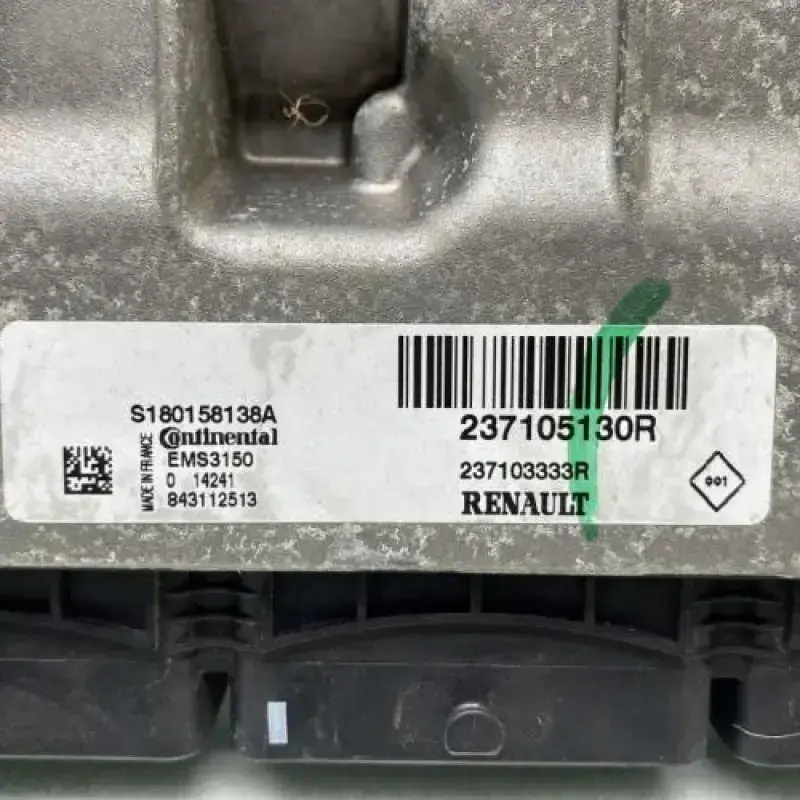 S180158138A
Continental
MADE IN FRANCE
EMS3150
0 14241
843112513
237105130R
237103333R
RENAULT
001